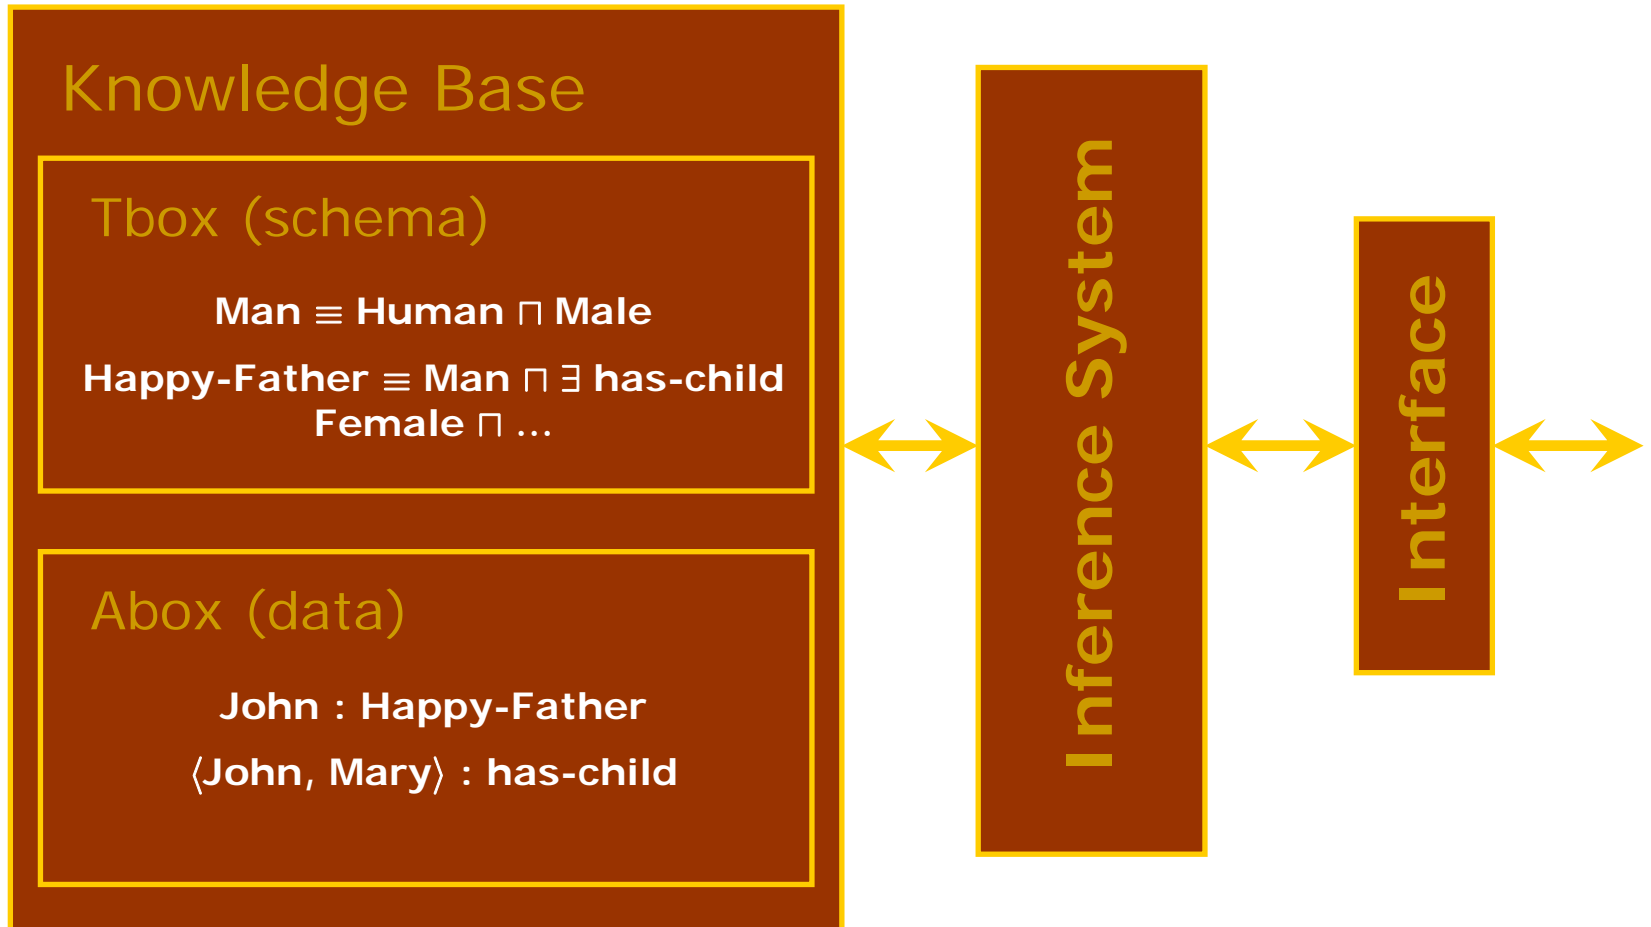 Knowledge Base
Tbox (schema)
Man ≡ Human ⊓ Male
Happy-Father ≡ Man ⊓ ∃ has-child
Female ⊓ ...
Abox (data)
John : Happy-Father
⟨John, Mary⟩ : has-child
Inference System
Interface